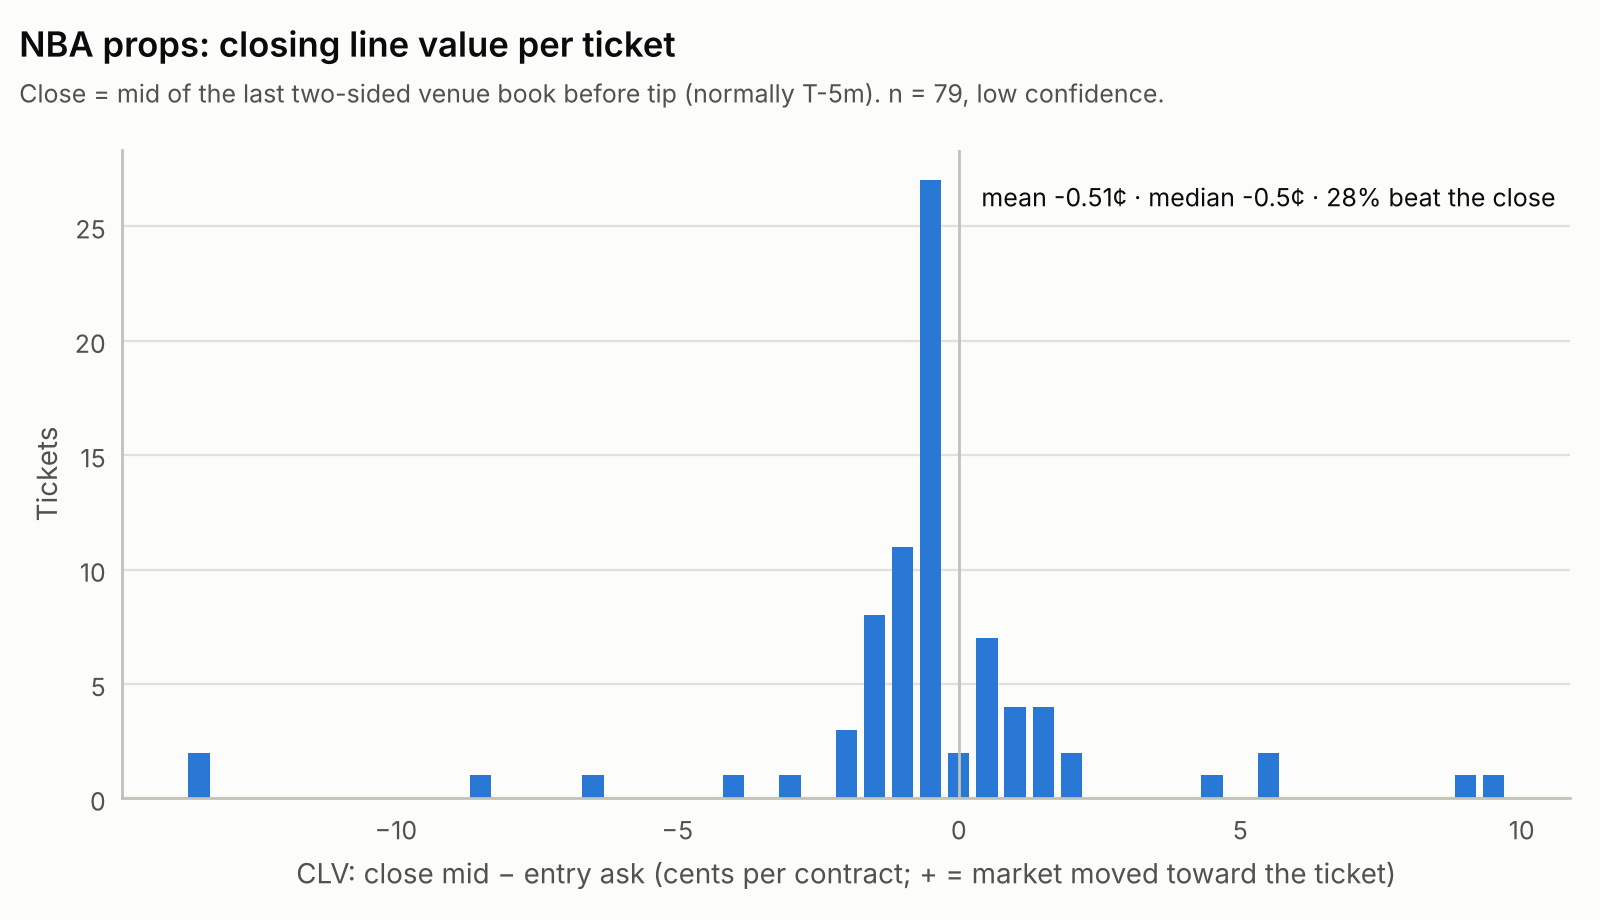 NBA props: closing line value per ticket
Close = mid of the last two-sided venue book before tip (normally T-5m). n = 79, low confidence.
mean -0.51¢ · median -0.5¢ · 28% beat the close
25
20
15
10
5
0
Tickets
−10
−5
0
5
10
CLV: close mid − entry ask (cents per contract; + = market moved toward the ticket)